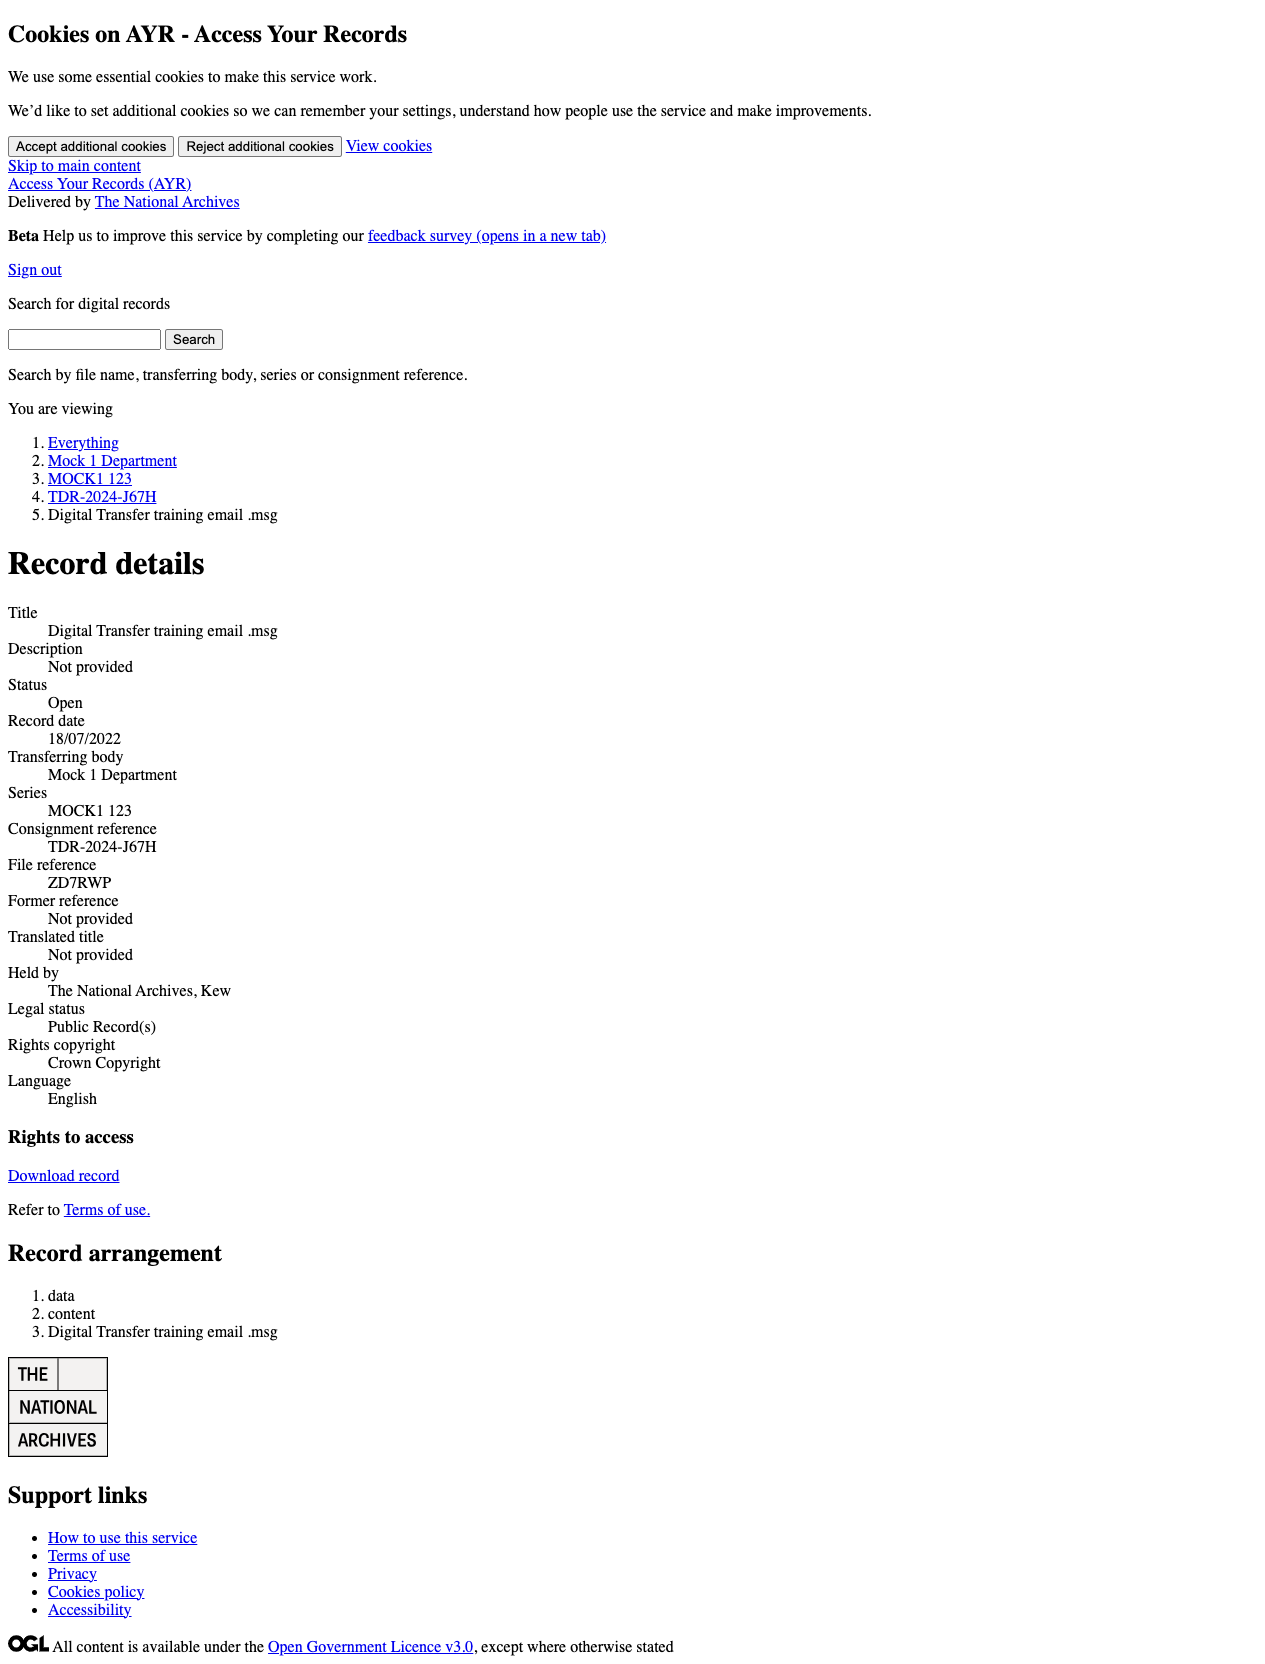 Cookies on AYR - Access Your Records
We use some essential cookies to make this service work.
We’d like to set additional cookies so we can remember your settings, understand how people use the service and make improvements.
Accept additional cookies Reject additional cookies View cookies
Skip to main content
Access Your Records (AYR)
Delivered by The National Archives
Beta Help us to improve this service by completing our feedback survey (opens in a new tab)
Sign out
Search for digital records
Search
Search by file name, transferring body, series or consignment reference.
You are viewing
1. Everything
2. Mock 1 Department
3. MOCK1 123
4. TDR-2024-J67H
5. Digital Transfer training email .msg
Record details
Title
Digital Transfer training email .msg
Description
Not provided
Status
Open
Record date
18/07/2022
Transferring body
Mock 1 Department
Series
MOCK1 123
Consignment reference
TDR-2024-J67H
File reference
ZD7RWP
Former reference
Not provided
Translated title
Not provided
Held by
The National Archives, Kew
Legal status
Public Record(s)
Rights copyright
Crown Copyright
Language
English
Rights to access
Download record
Refer to Terms of use.
Record arrangement
1. data
2. content
3. Digital Transfer training email .msg
THE
NATIONAL
ARCHIVES
Support links
• How to use this service
• Terms of use
• Privacy
• Cookies policy
• Accessibility
OGL All content is available under the Open Government Licence v3.0, except where otherwise stated